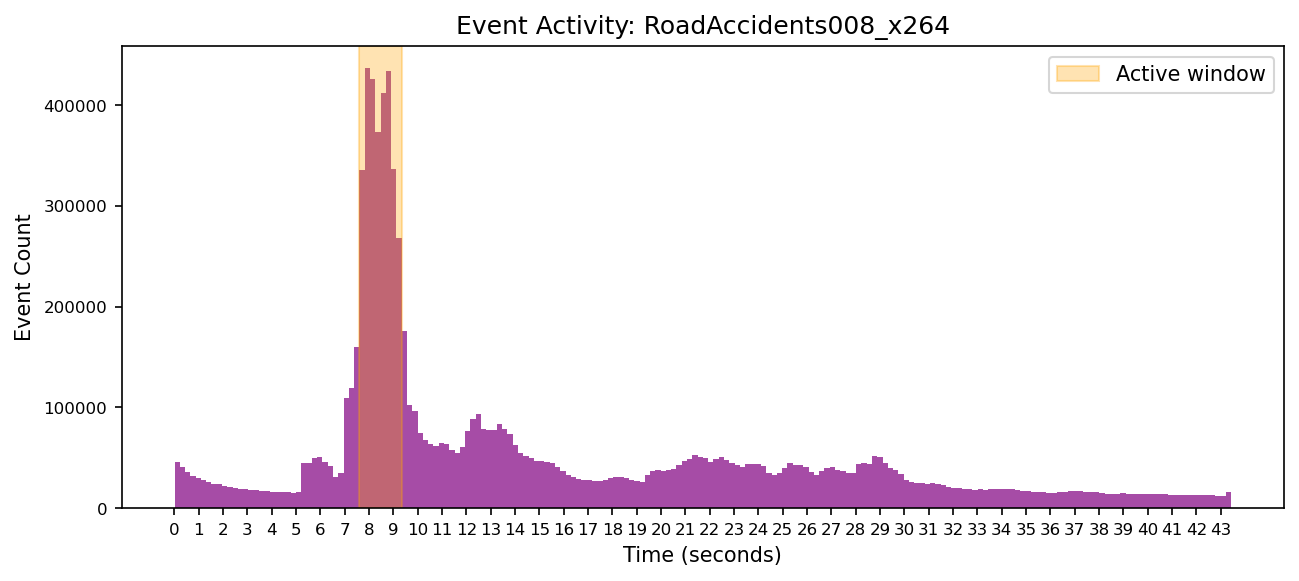 Event Activity: RoadAccidents008_x264
Active window
400000
300000
200000
100000
0
Event Count
0 1 2 3 4 5 6 7 8 9 10 11 12 13 14 15 16 17 18 19 20 21 22 23 24 25 26 27 28 29 30 31 32 33 34 35 36 37 38 39 40 41 42 43
Time (seconds)